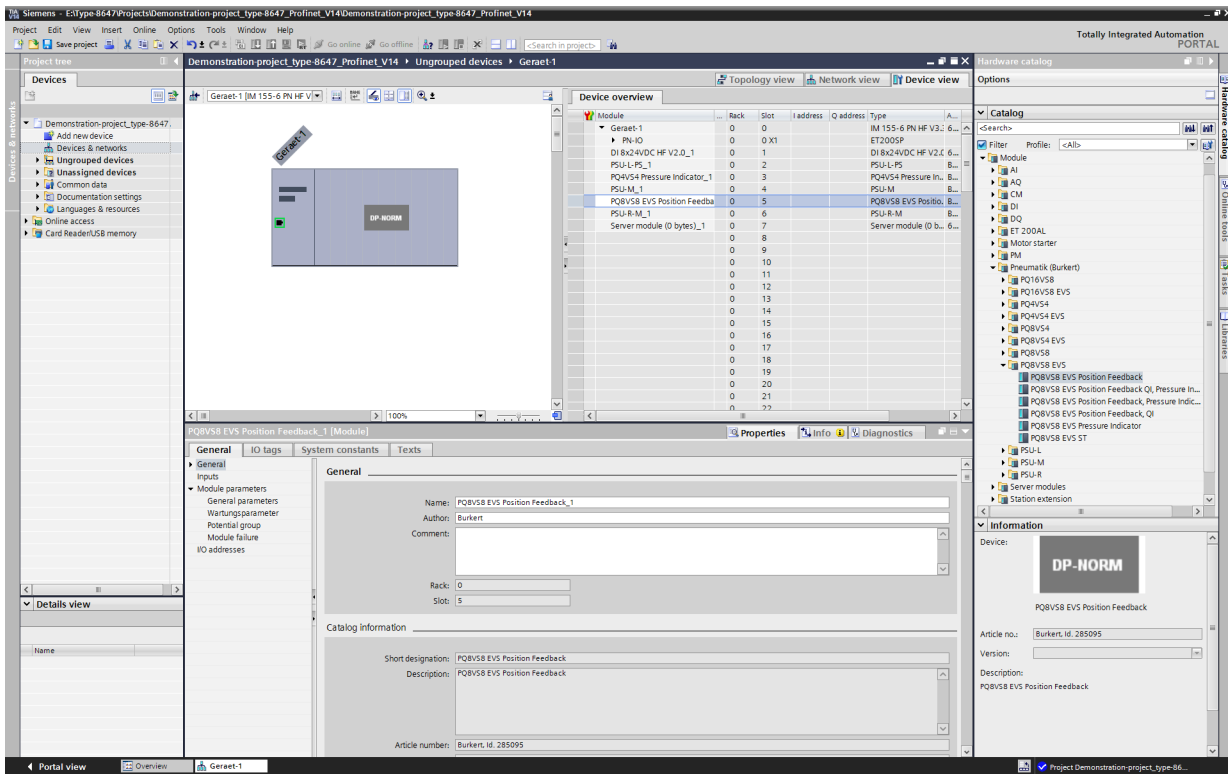 Siemens - E:\Type-8647\Projects\Demonstration-project_type-8647_Profinet_V14\Demonstration-project_type-8647_Profinet_V14
Project Edit View Insert Online Options Tools Window Help
Totally Integrated Automation
PORTAL
Save project Go online Go offline <Search in project>
Project tree
Demonstration-project_type-8647_Profinet_V14 Ungrouped devices Geraet-1
Hardware catalog
Devices
Topology view Network view Device view
Options
Geraet-1 [IM 155-6 PN HF V
Device overview
Devices & networks
Demonstration-project_type-8647.
Add new device
Devices & networks
Ungrouped devices
Unassigned devices
Common data
Documentation settings
Languages & resources
Online access
Card Reader/USB memory
Details view
Name
Geraet-1
DP-NORM
100%
Module ... Rack Slot I address Q address Type A...
Geraet-1 0 0 IM 155-6 PN HF V3.. 6...
PN-IO 0 0 X1 ET200SP
DI 8x24VDC HF V2.0_1 0 1 DI 8x24VDC HF V2.0 6...
PSU-L-PS_1 0 2 PSU-L-PS B...
PQ4VS4 Pressure Indicator_1 0 3 PQ4VS4 Pressure In.. B...
PSU-M_1 0 4 PSU-M B...
PQ8VS8 EVS Position Feedba 0 5 PQ8VS8 EVS Positio. B...
PSU-R-M_1 0 6 PSU-R-M B...
Server module (0 bytes)_1 0 7 Server module (0 b... 6...
0 8
0 9
0 10
0 11
0 12
0 13
0 14
0 15
0 16
0 17
0 18
0 19
0 20
0 21
0 22
Catalog
<Search>
Filter Profile: <All>
Module
AI
AQ
CM
DI
DQ
ET 200AL
Motor starter
PM
Pneumatik (Burkert)
PQ16VS8
PQ16VS8 EVS
PQ4VS4
PQ4VS4 EVS
PQ8VS4
PQ8VS4 EVS
PQ8VS8
PQ8VS8 EVS
PQ8VS8 EVS Position Feedback
PQ8VS8 EVS Position Feedback QI, Pressure In...
PQ8VS8 EVS Position Feedback, Pressure Indic...
PQ8VS8 EVS Position Feedback, QI
PQ8VS8 EVS Pressure Indicator
PQ8VS8 EVS ST
PSU-L
PSU-M
PSU-R
Server modules
Station extension
Hardware catalog
Online tools
Tasks
Libraries
PQ8VS8 EVS Position Feedback_1 [Module]
Properties Info Diagnostics
General IO tags System constants Texts
General
Inputs
Module parameters
General parameters
Wartungsparameter
Potential group
Module failure
I/O addresses
General
Name: PQ8VS8 EVS Position Feedback_1
Author: Burkert
Comment:
Rack: 0
Slot: 5
Catalog information
Short designation: PQ8VS8 EVS Position Feedback
Description: PQ8VS8 EVS Position Feedback
Article number: Burkert, Id. 285095
Information
Device:
DP-NORM
PQ8VS8 EVS Position Feedback
Article no.: Burkert, Id. 285095
Version:
Description:
PQ8VS8 EVS Position Feedback
Portal view Overview Geraet-1 Project Demonstration-project_type-86...